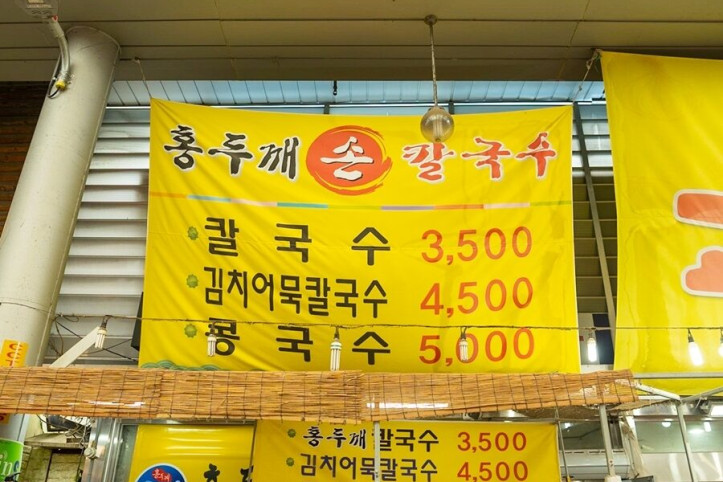 홍두깨 손 칼국수
칼국수 3,500
김치어묵칼국수 4,500
콩국수 5,000
홍두깨칼국수 3,500
김치어묵칼국수 4,500